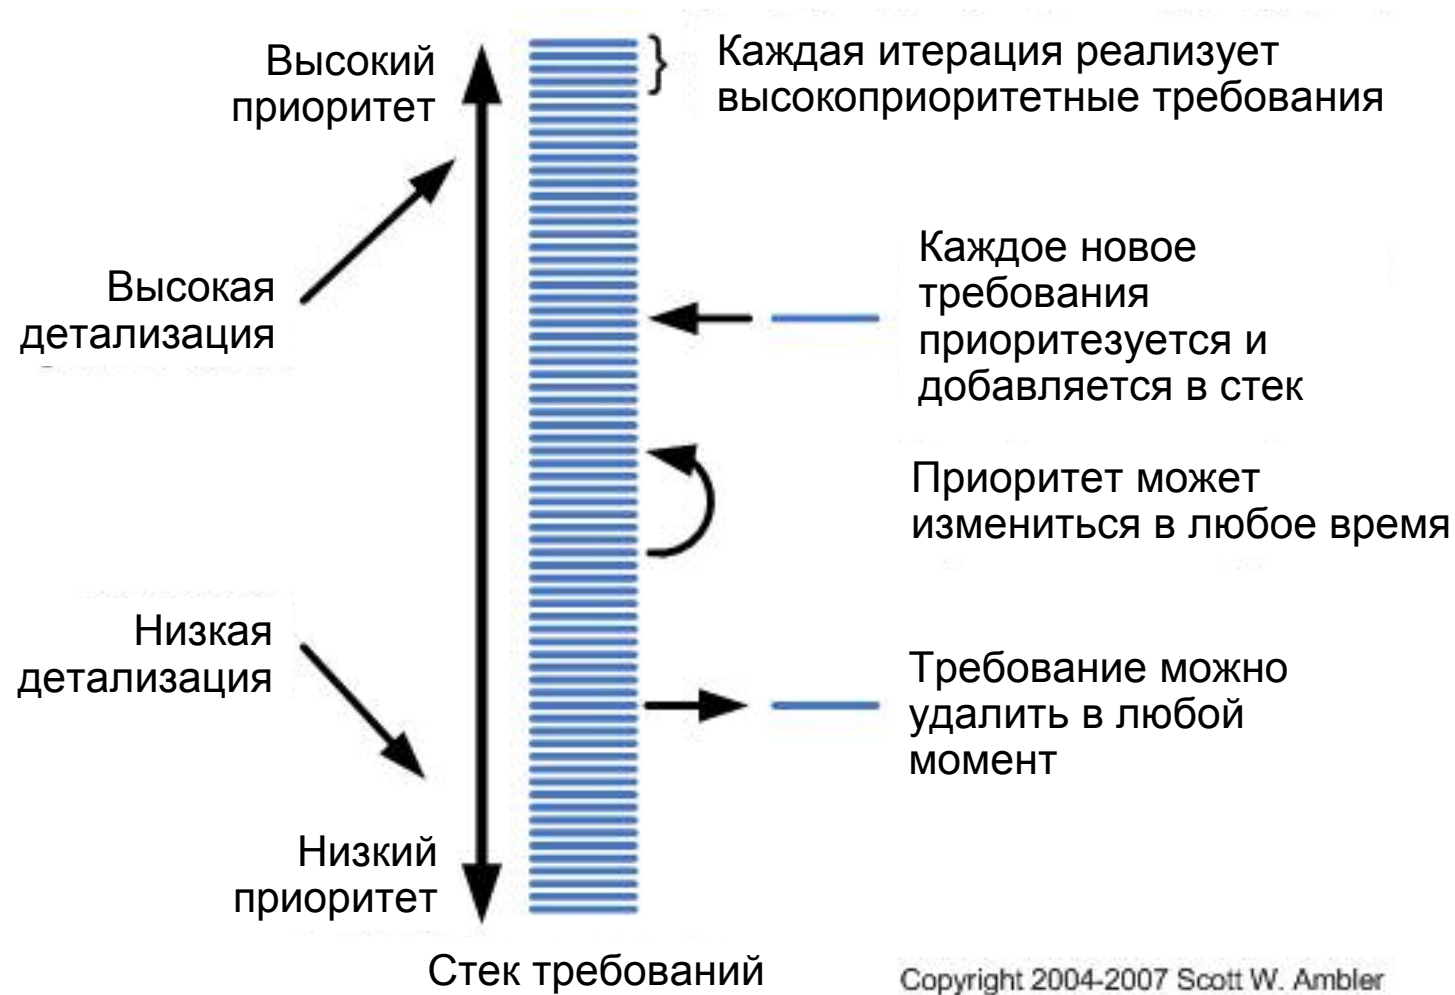 Высокий
приоритет
Каждая итерация реализует
высокоприоритетные требования
Высокая
детализация
Каждое новое
требования
приоритезуется и
добавляется в стек
Приоритет может
измениться в любое время
Низкая
детализация
Требование можно
удалить в любой
момент
Низкий
приоритет
Стек требований
Copyright 2004-2007 Scott W. Ambler